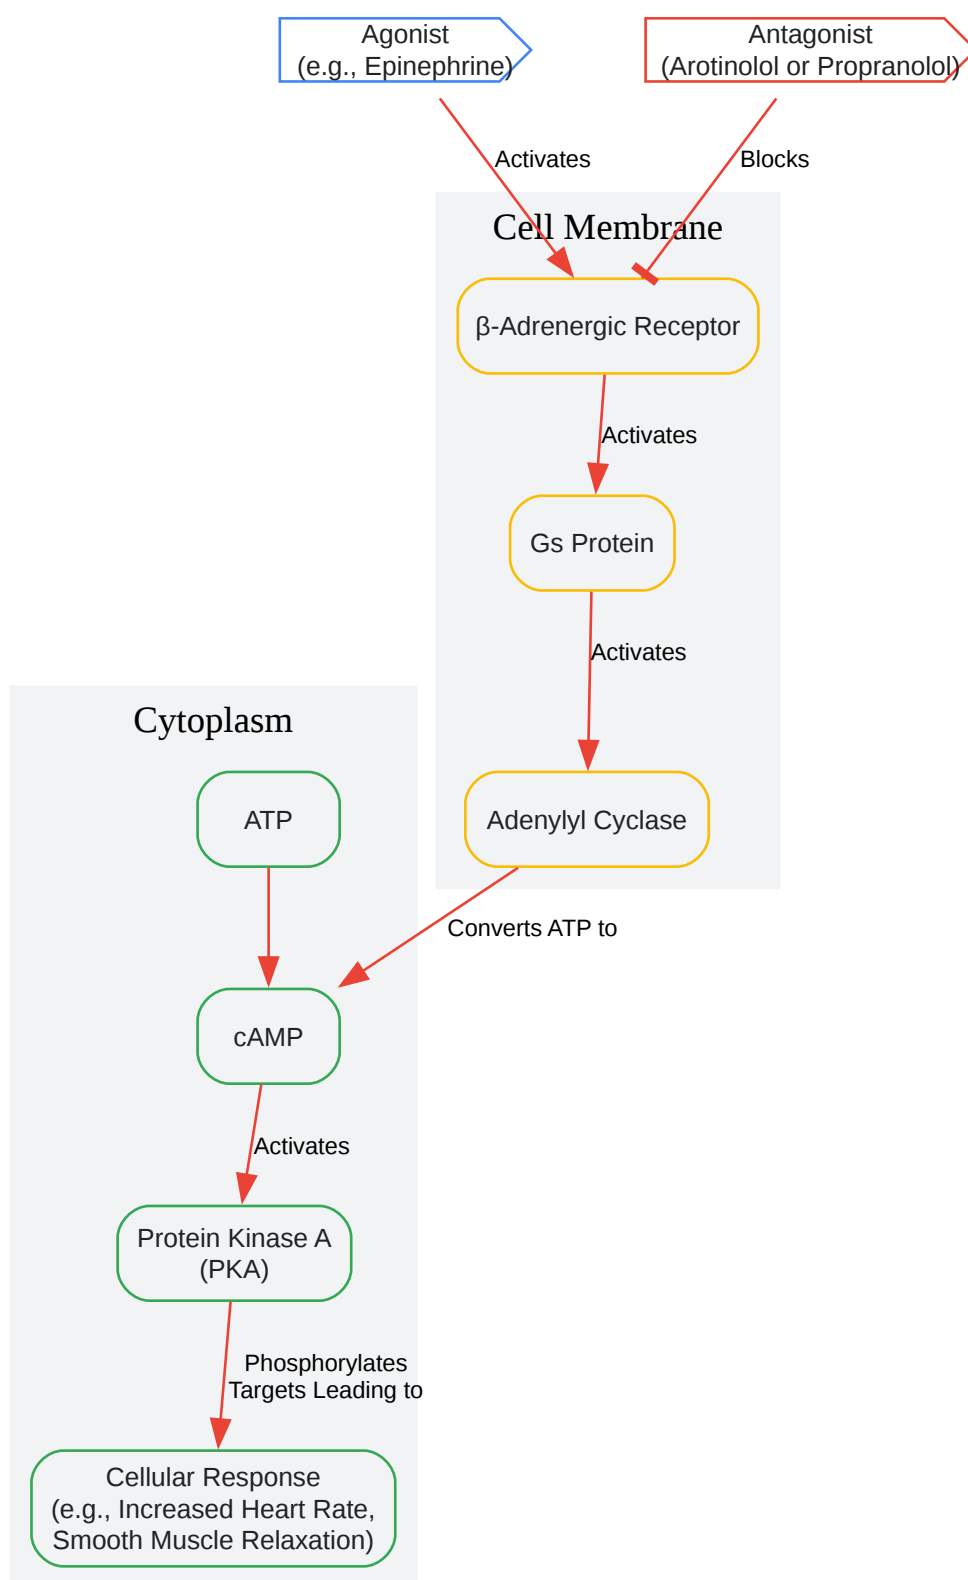 Agonist
(e.g., Epinephrine)
Antagonist
(Arotinolol or Propranolol)
Activates
Blocks
Cell Membrane
β-Adrenergic Receptor
Activates
Gs Protein
Activates
Cytoplasm
ATP
Adenylyl Cyclase
Converts ATP to
cAMP
Activates
Protein Kinase A
(PKA)
Phosphorylates
Targets Leading to
Cellular Response
(e.g., Increased Heart Rate,
Smooth Muscle Relaxation)